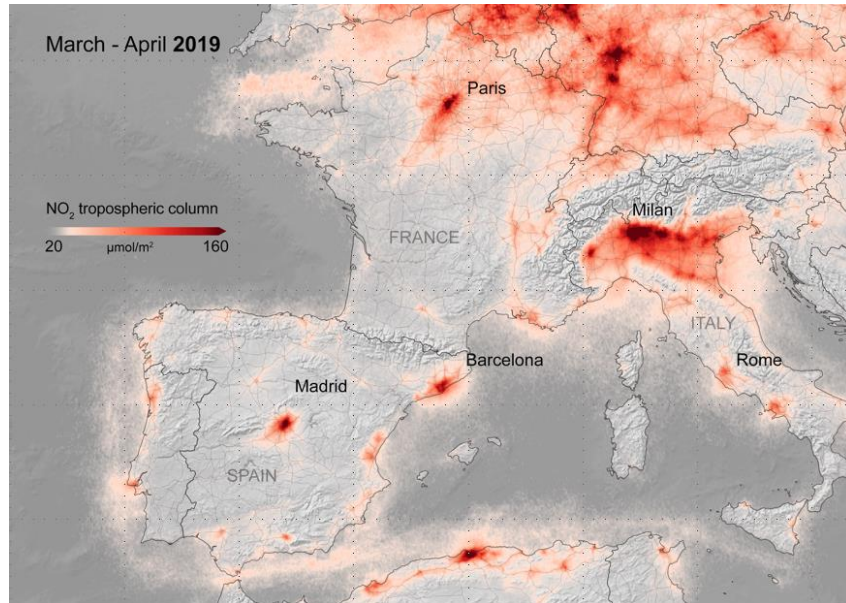 March - April 2019
Paris
NO₂ tropospheric column
20 µmol/m² 160
Milan
FRANCE
ITALY
Barcelona
Rome
Madrid
SPAIN